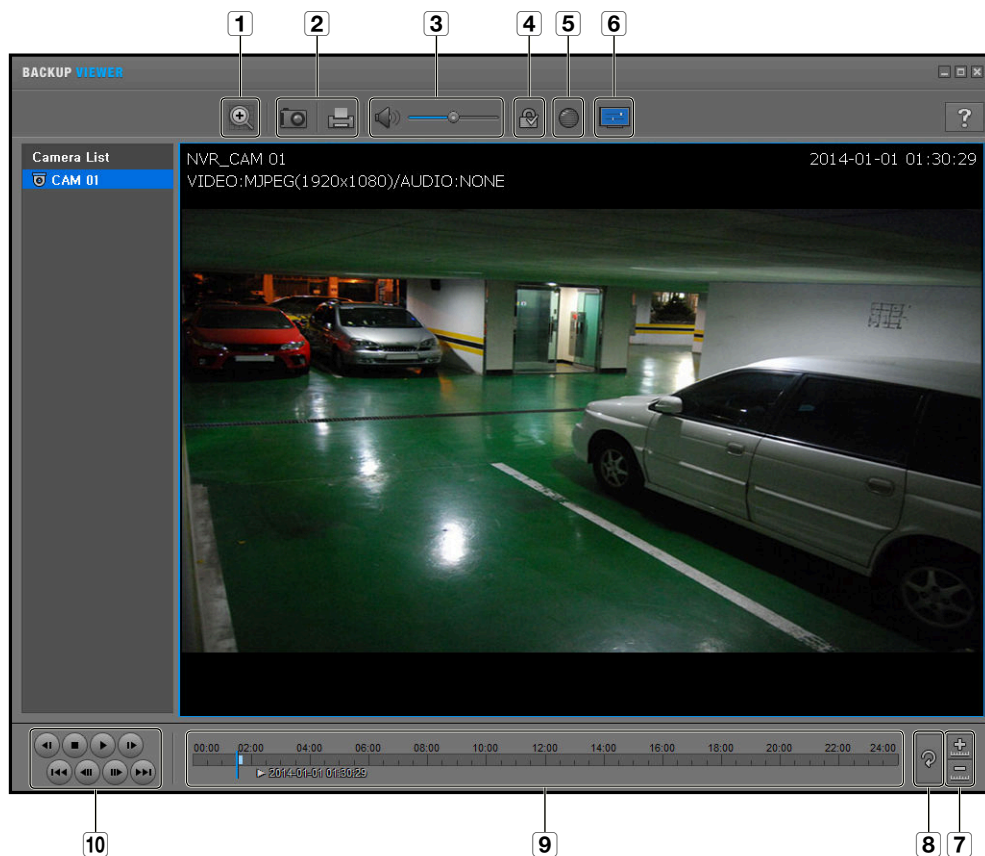 1 2 3 4 5 6
BACKUP VIEWER
?
Camera List
CAM 01
NVR_CAM 01
2014-01-01 01:30:29
VIDEO:MJPEG(1920x1080)/AUDIO:NONE
00:00 02:00 04:00 06:00 08:00 10:00 12:00 14:00 16:00 18:00 20:00 22:00 24:00
2014-01-01 01:30:29
10 9 8 7